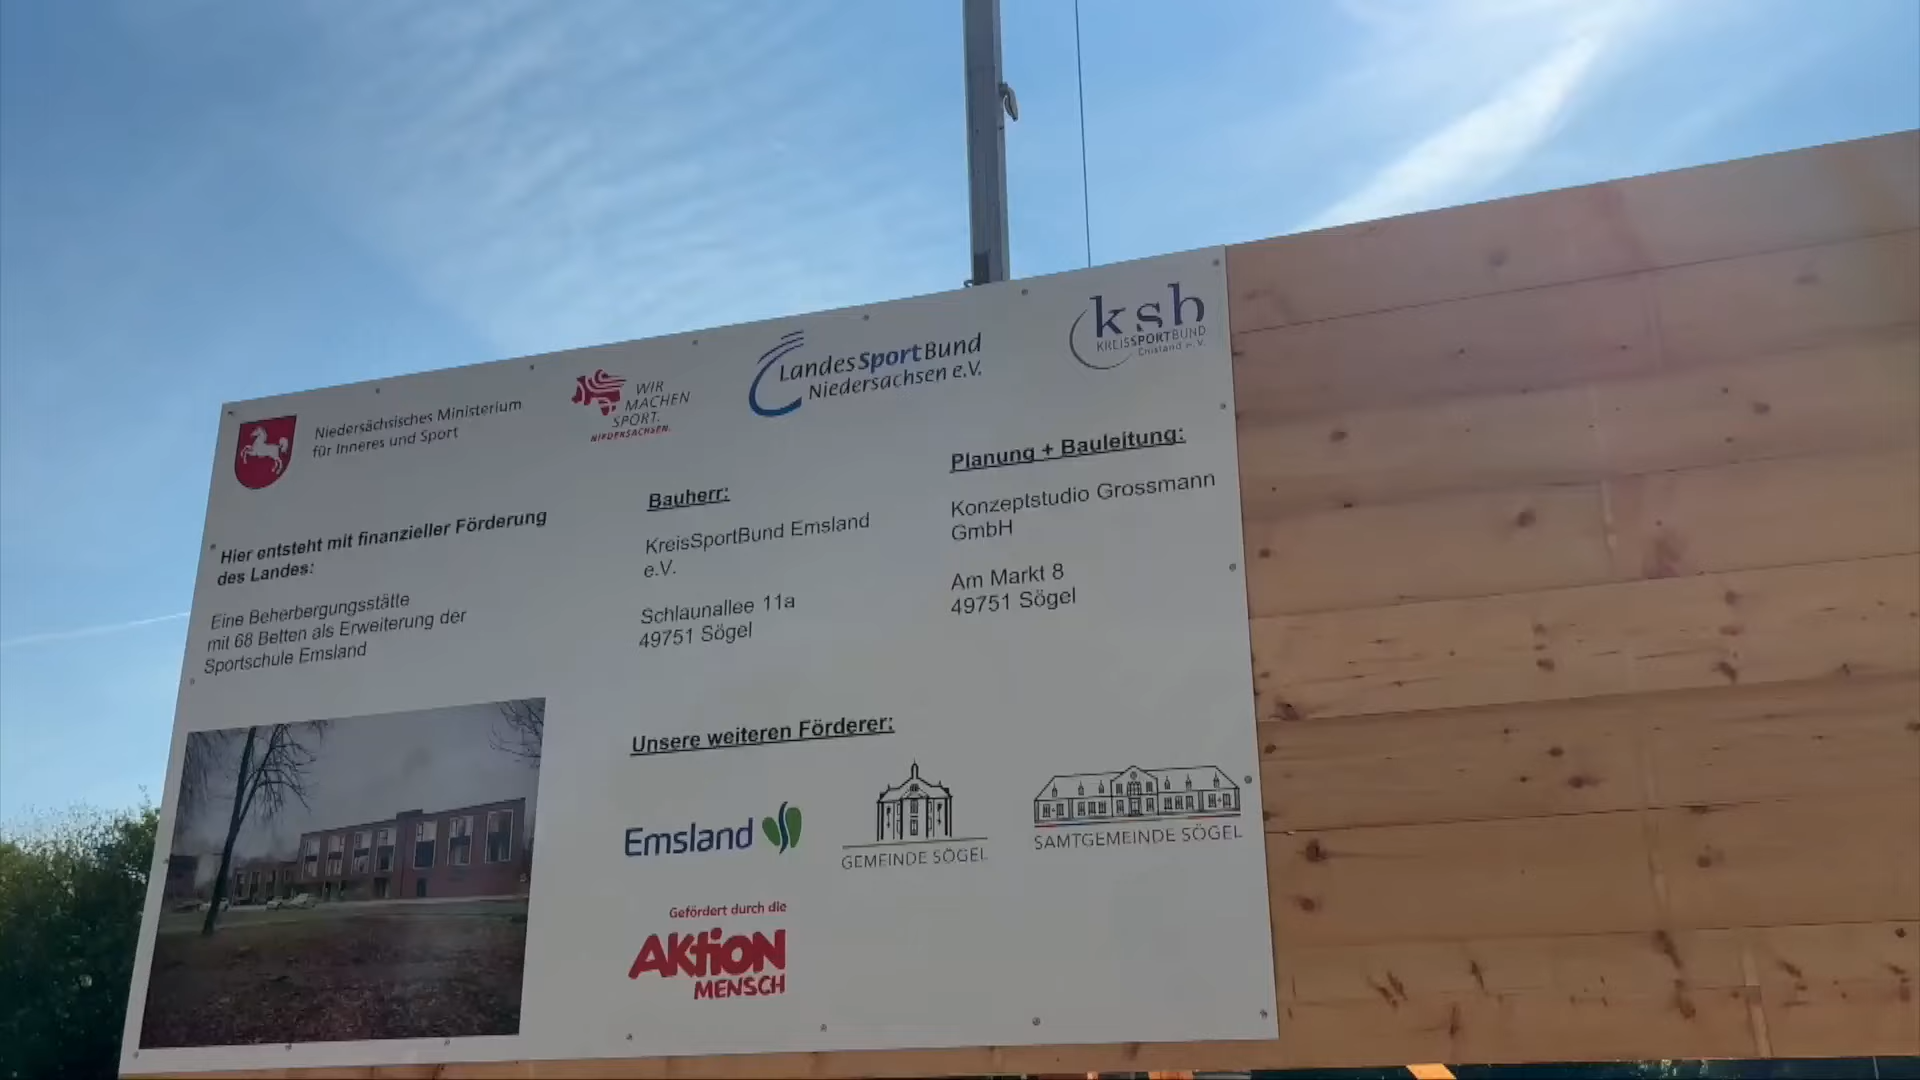 Niedersächsisches Ministerium
für Inneres und Sport
WIR
MACHEN
SPORT.
NIEDERSACHSEN.
LandesSportBund
Niedersachsen e.V.
ksb
KREISSPORTBUND
Emsland e.V.
Hier entsteht mit finanzieller Förderung
des Landes:
Eine Beherbergungsstätte
mit 68 Betten als Erweiterung der
Sportschule Emsland
Bauherr:
KreisSportBund Emsland
e.V.
Schlaunallee 11a
49751 Sögel
Planung + Bauleitung:
Konzeptstudio Grossmann
GmbH
Am Markt 8
49751 Sögel
Unsere weiteren Förderer:
Emsland
GEMEINDE SÖGEL
SAMTGEMEINDE SÖGEL
Gefördert durch die
AKTION
MENSCH